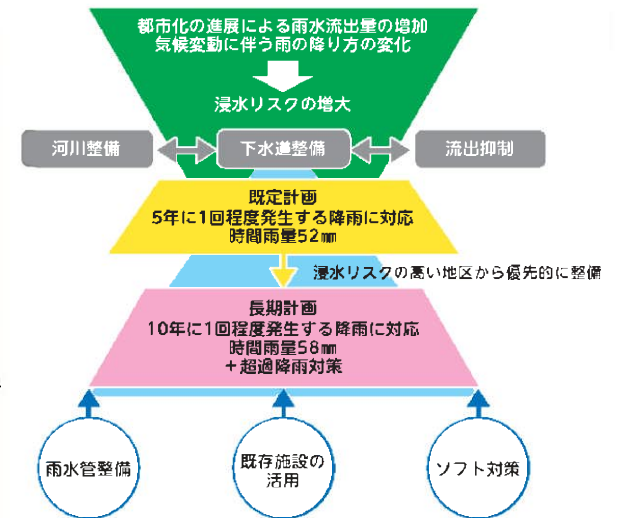 都市化の進展による雨水流出量の増加
気候変動に伴う雨の降り方の変化
浸水リスクの増大
河川整備
下水道整備
流出抑制
既定計画
5年に1回程度発生する降雨に対応
時間雨量52㎜
浸水リスクの高い地区から優先的に整備
長期計画
10年に1回程度発生する降雨に対応
時間雨量58㎜
＋超過降雨対策
雨水管整備
既存施設の
活用
ソフト対策